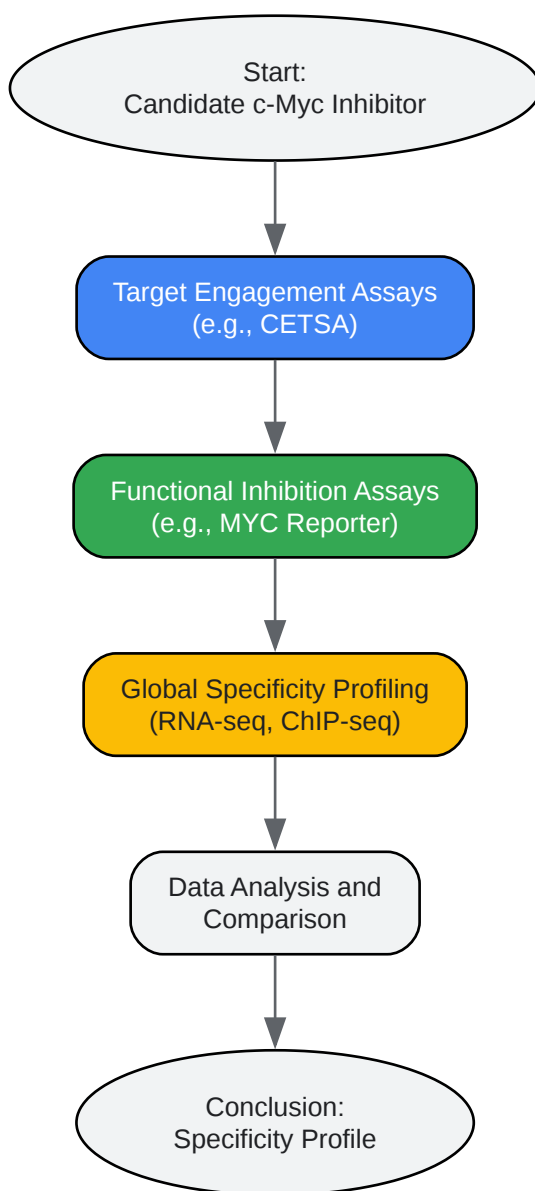 Start:
Candidate c-Myc Inhibitor
Target Engagement Assays
(e.g., CETSA)
Functional Inhibition Assays
(e.g., MYC Reporter)
Global Specificity Profiling
(RNA-seq, ChIP-seq)
Data Analysis and
Comparison
Conclusion:
Specificity Profile